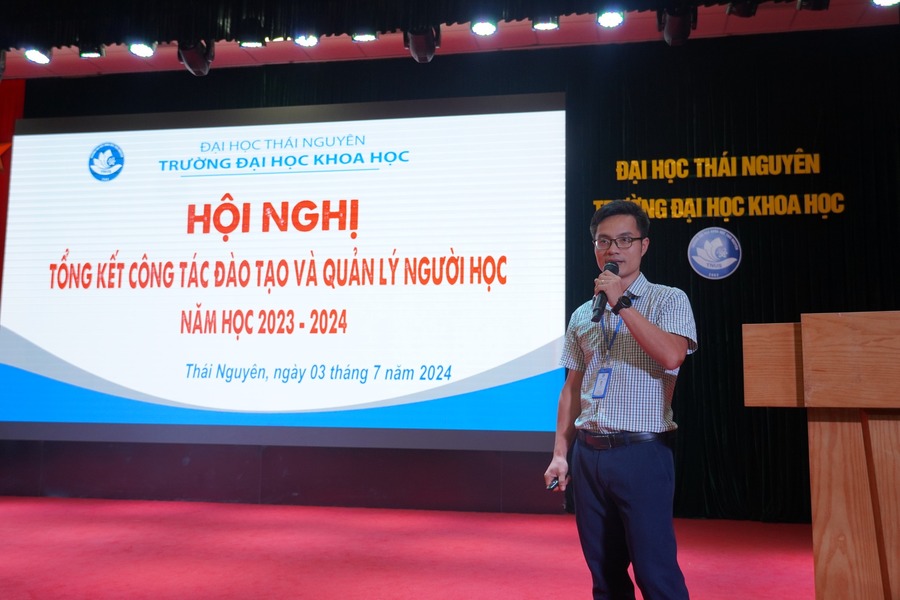 ĐẠI HỌC THÁI NGUYÊN
TRƯỜNG ĐẠI HỌC KHOA HỌC
HỘI NGHỊ
TỔNG KẾT CÔNG TÁC ĐÀO TẠO VÀ QUẢN LÝ NGƯỜI HỌC
NĂM HỌC 2023 - 2024
Thái Nguyên, ngày 03 tháng 7 năm 2024
ĐẠI HỌC THÁI NGUYÊN
TRƯỜNG ĐẠI HỌC KHOA HỌC